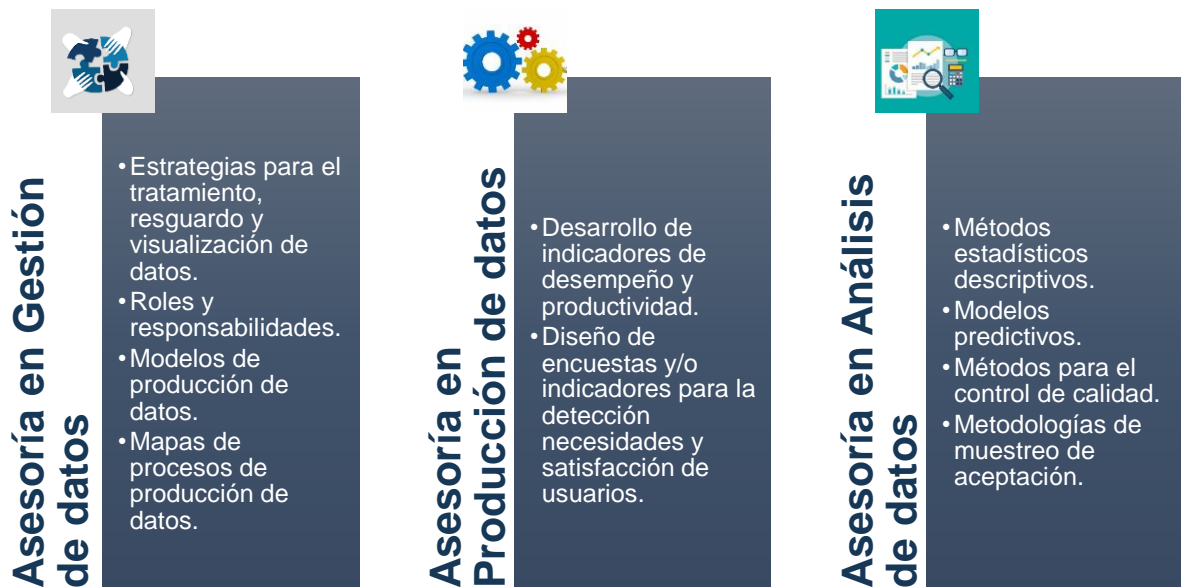 Asesoría en Gestión
de datos
•Estrategias para el
tratamiento,
resguardo y
visualización de
datos.
•Roles y
responsabilidades.
•Modelos de
producción de
datos.
•Mapas de
procesos de
producción de
datos.
Asesoría en
Producción de datos
•Desarrollo de
indicadores de
desempeño y
productividad.
•Diseño de
encuestas y/o
indicadores para la
detección
necesidades y
satisfacción de
usuarios.
Asesoría en Análisis
de datos
•Métodos
estadísticos
descriptivos.
•Modelos
predictivos.
•Métodos para el
control de calidad.
•Metodologías de
muestreo de
aceptación.